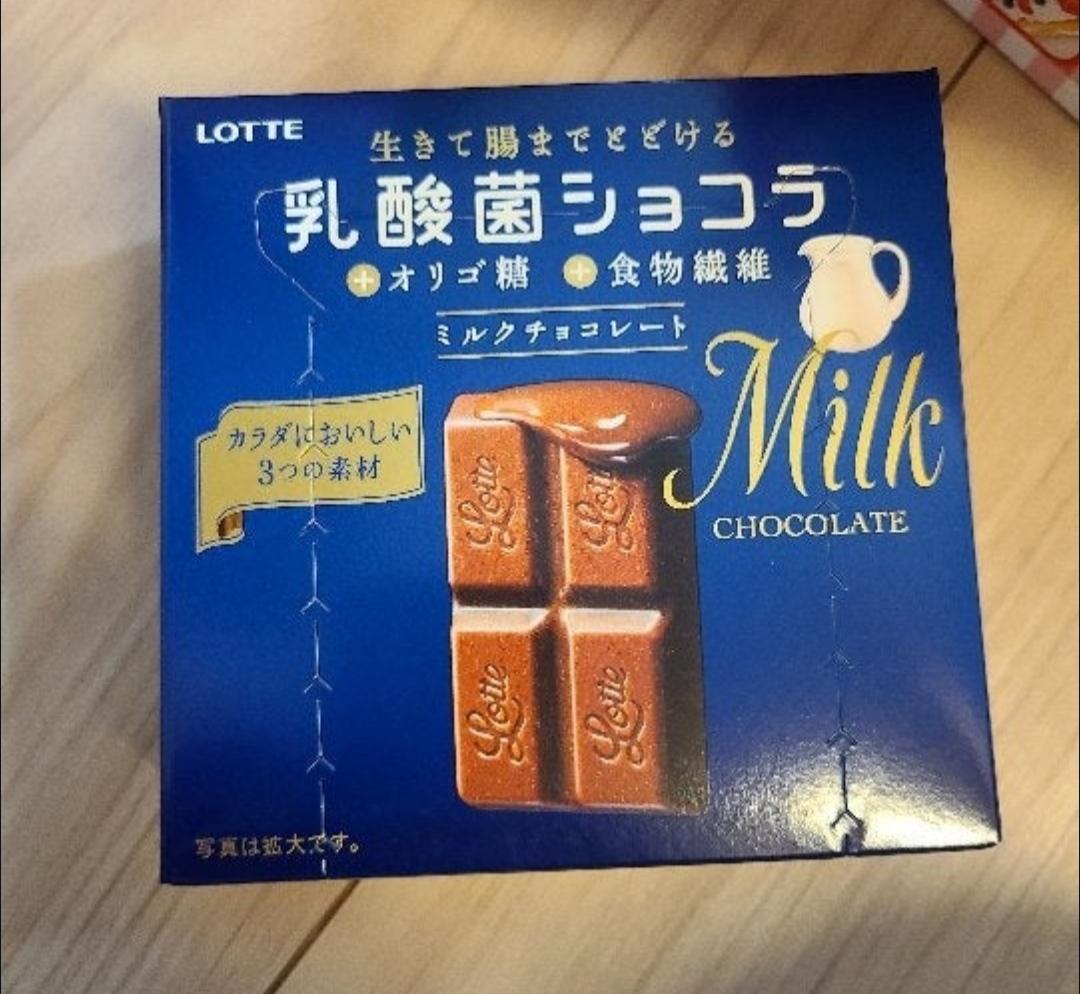 LOTTE
生きて腸までとどける
乳酸菌ショコラ
+オリゴ糖 +食物繊維
ミルクチョコレート
Milk
CHOCOLATE
カラダにおいしい
3つの素材
Lotte Lotte
Lotte Lotte
写真は拡大です。